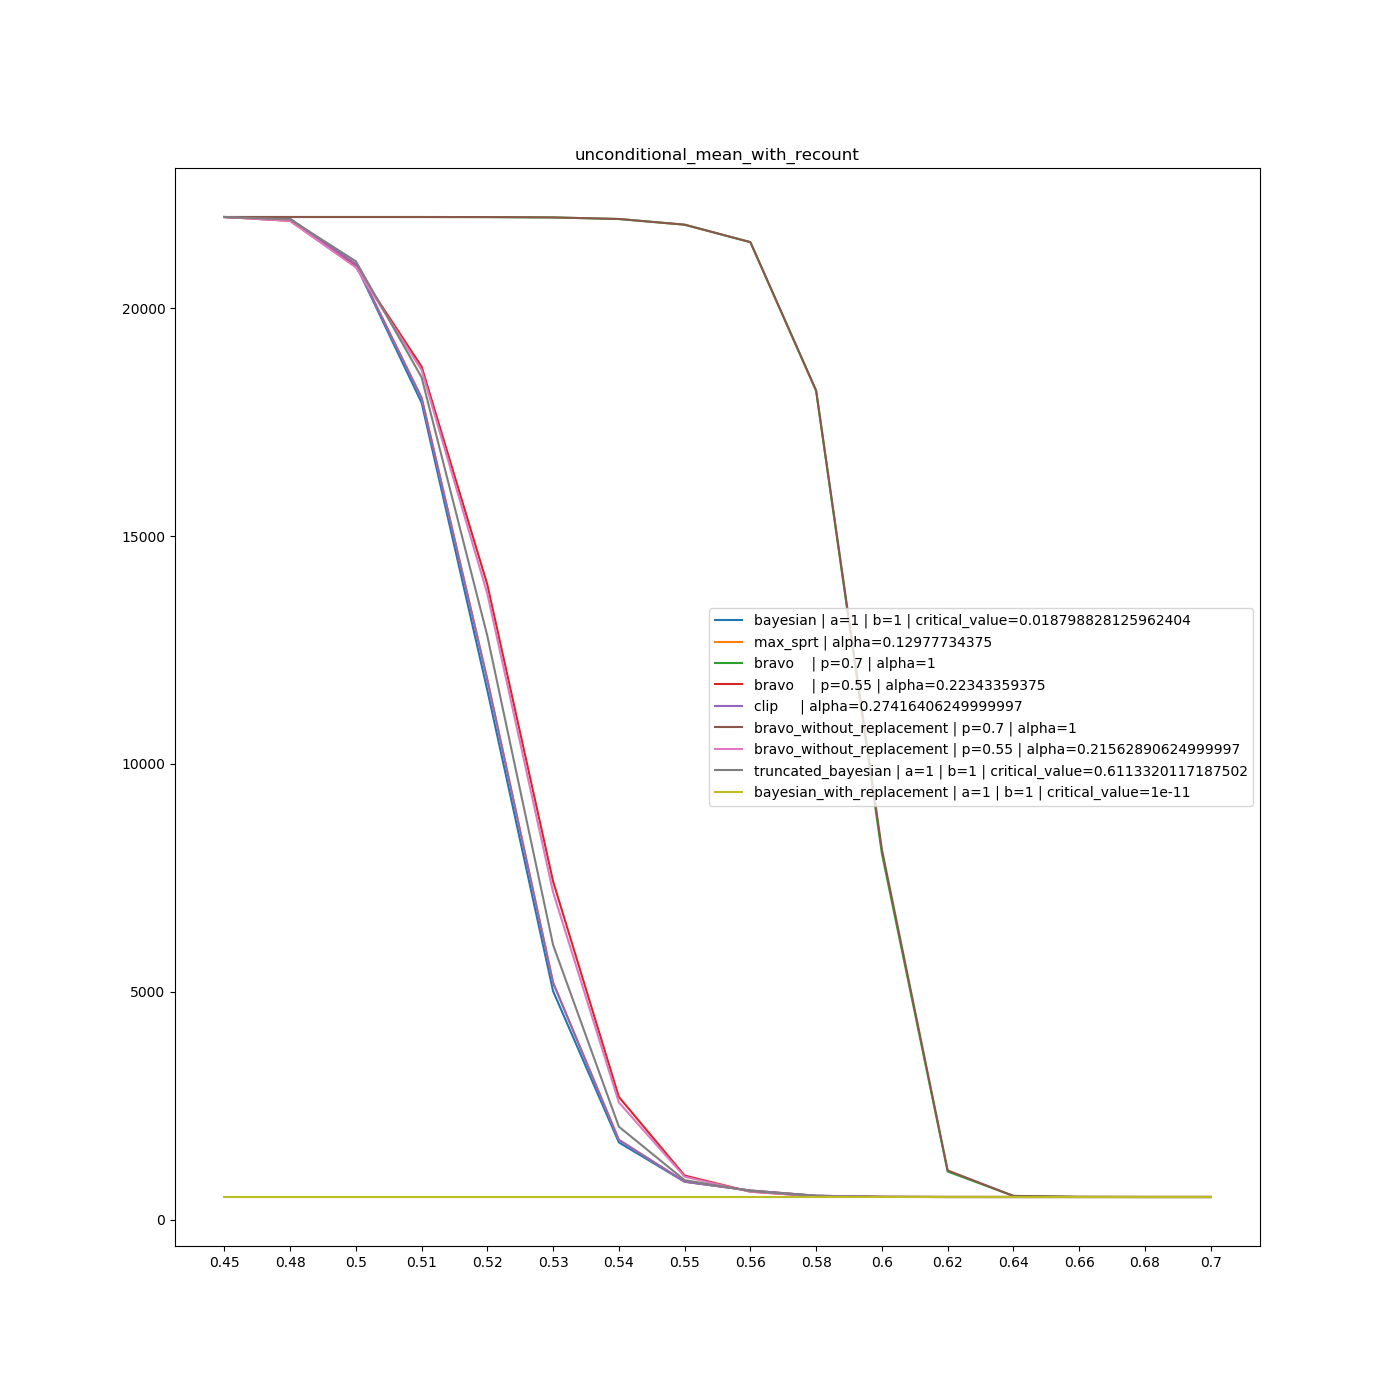 unconditional_mean_with_recount
20000
15000
10000
5000
0
bayesian | a=1 | b=1 | critical_value=0.018798828125962404
max_sprt | alpha=0.12977734375
bravo    | p=0.7 | alpha=1
bravo    | p=0.55 | alpha=0.22343359375
clip     | alpha=0.27416406249999997
bravo_without_replacement | p=0.7 | alpha=1
bravo_without_replacement | p=0.55 | alpha=0.21562890624999997
truncated_bayesian | a=1 | b=1 | critical_value=0.6113320117187502
bayesian_with_replacement | a=1 | b=1 | critical_value=1e-11
0.45 0.48 0.5 0.51 0.52 0.53 0.54 0.55 0.56 0.58 0.6 0.62 0.64 0.66 0.68 0.7